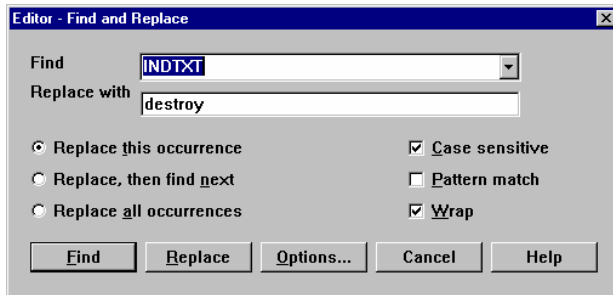 Editor - Find and Replace
Find INDTXT
Replace with destroy
Replace this occurrence Case sensitive
Replace, then find next Pattern match
Replace all occurrences Wrap
Find Replace Options... Cancel Help